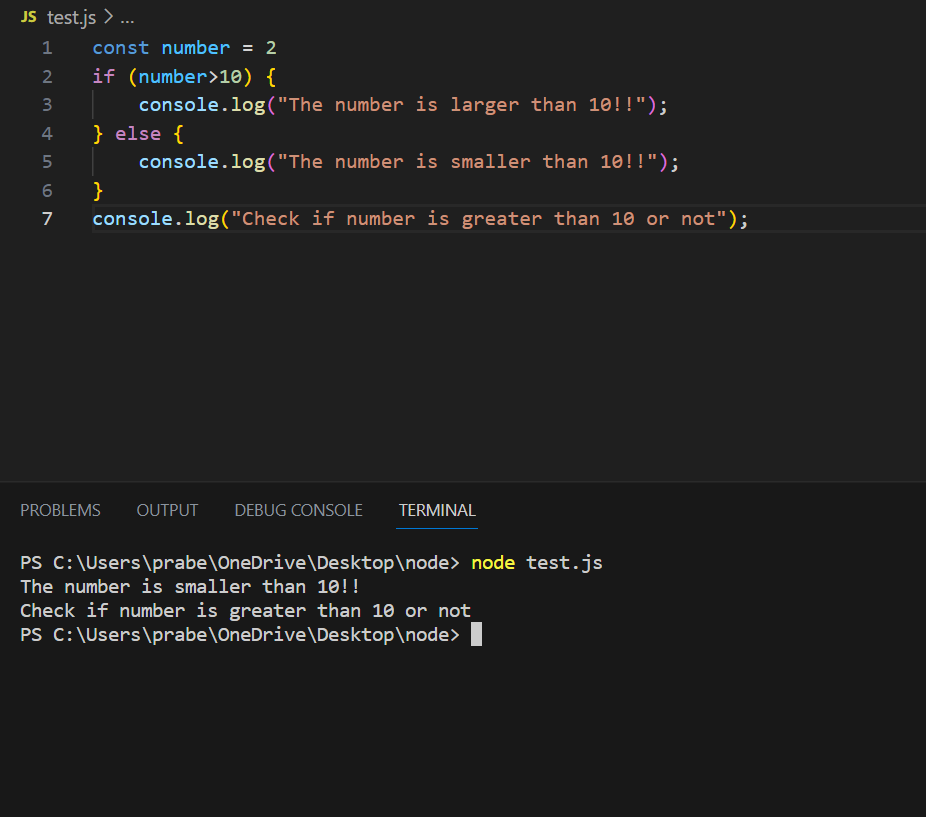 JS test.js > ...
1 const number = 2
2 if (number>10) {
3     console.log("The number is larger than 10!!");
4 } else {
5     console.log("The number is smaller than 10!!");
6 }
7 console.log("Check if number is greater than 10 or not");
PROBLEMS OUTPUT DEBUG CONSOLE TERMINAL
PS C:\Users\prabe\OneDrive\Desktop\node> node test.js
The number is smaller than 10!!
Check if number is greater than 10 or not
PS C:\Users\prabe\OneDrive\Desktop\node>